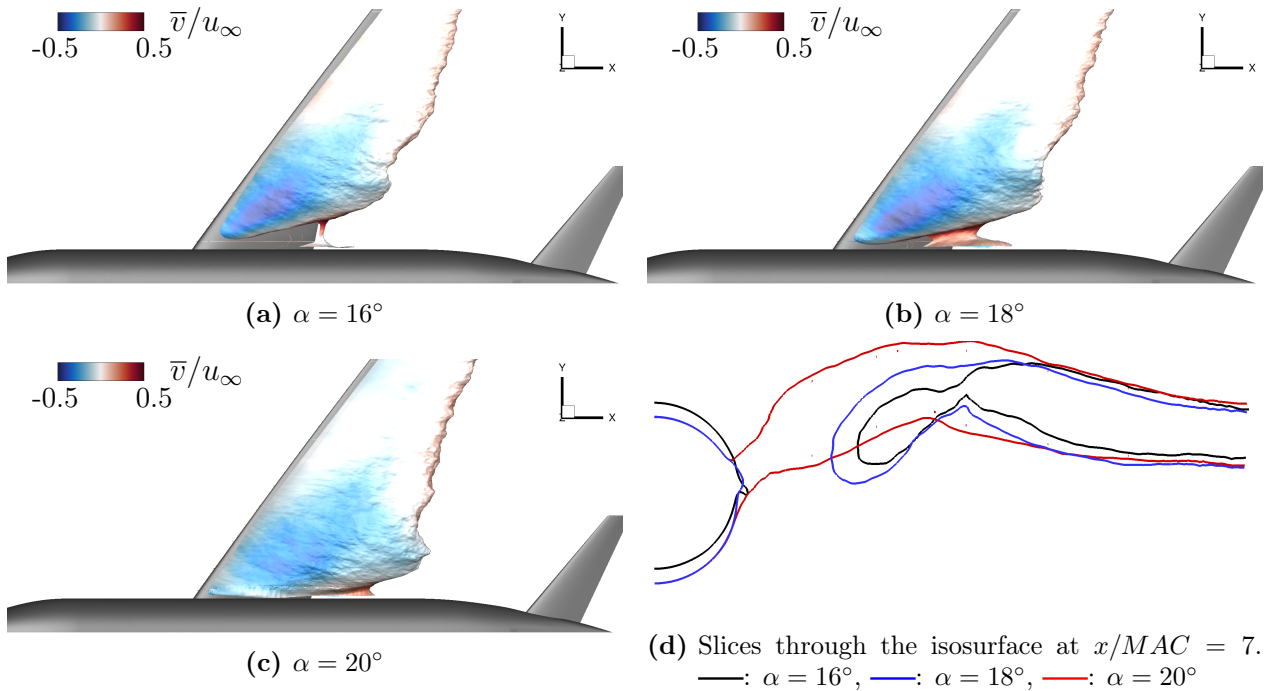 v̅/u∞
-0.5 0.5
Y
Z X
(a) α = 16°
v̅/u∞
-0.5 0.5
Y
Z X
(b) α = 18°
v̅/u∞
-0.5 0.5
Y
Z X
(c) α = 20°
(d) Slices through the isosurface at x/MAC = 7.
——: α = 16°, ——: α = 18°, ——: α = 20°